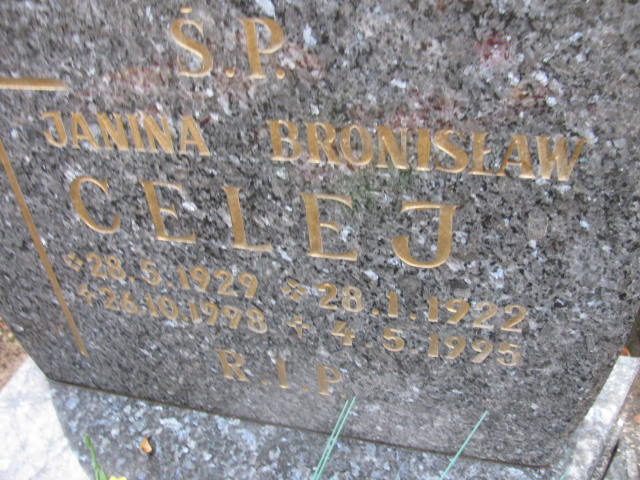 Ś.P.
JANINA BRONISŁAW
CELEJ
☆28.5.1929 ☆28.1.1922
✝26.10.1998 ✝4.5.1995
R.I.P.